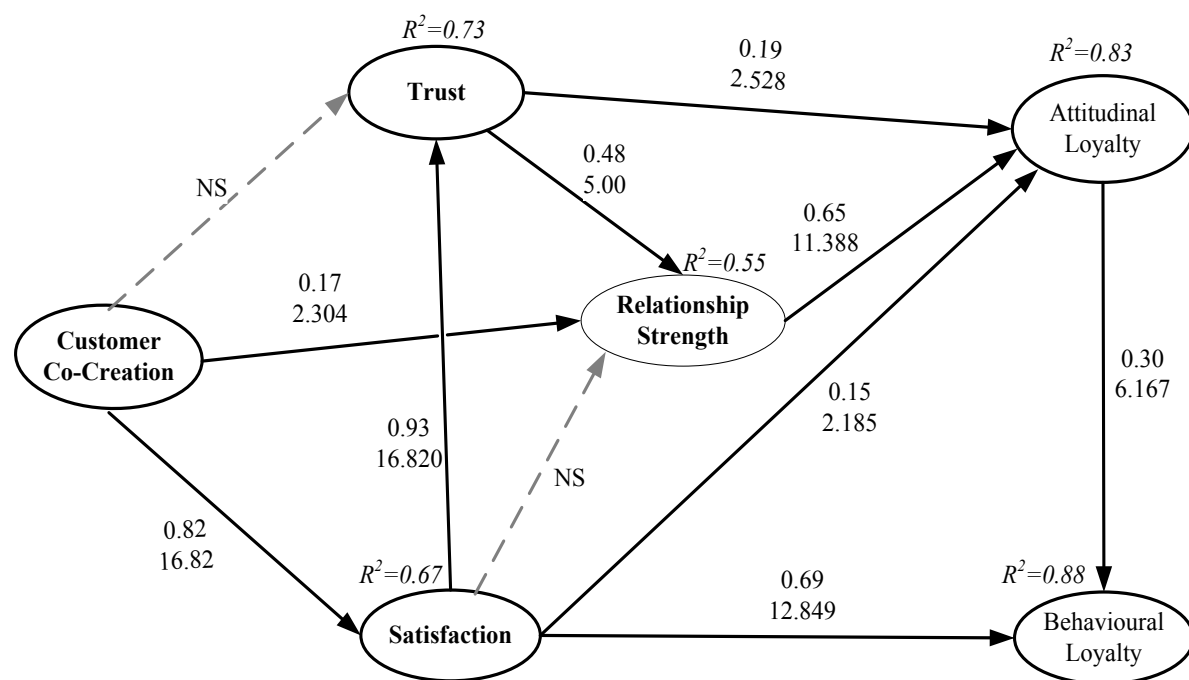 R²=0.73
Trust
0.19
2.528
R²=0.83
Attitudinal
Loyalty
NS
0.48
5.00
0.65
11.388
R²=0.55
Relationship
Strength
0.17
2.304
Customer
Co-Creation
0.30
6.167
0.15
2.185
0.93
16.820
NS
0.82
16.82
R²=0.67
Satisfaction
0.69
12.849
R²=0.88
Behavioural
Loyalty